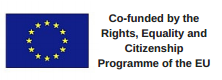 Co-funded by the
Rights, Equality and
Citizenship
Programme of the EU